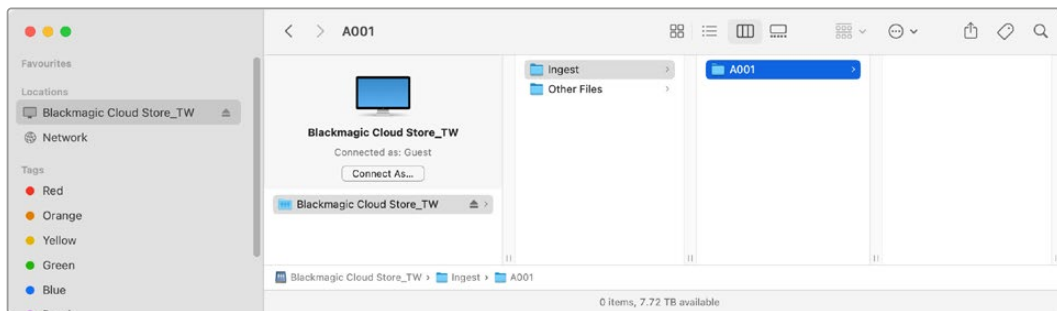 A001
Favourites
Locations
Blackmagic Cloud Store_TW
Network
Tags
Red
Orange
Yellow
Green
Blue
Blackmagic Cloud Store_TW
Connected as: Guest
Connect As...
Blackmagic Cloud Store_TW
Ingest
Other Files
A001
Blackmagic Cloud Store_TW › Ingest › A001
0 items, 7.72 TB available